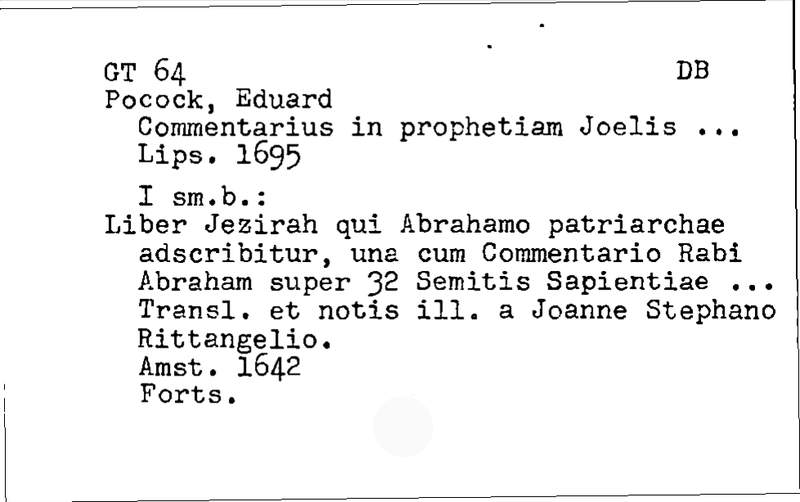 GT 64 DB
Pocock, Eduard
Commentarius in prophetiam Joelis ...
Lips. 1695
I sm.b.:
Liber Jezirah qui Abrahamo patriarchae
adscribitur, una cum Commentario Rabi
Abraham super 32 Semitis Sapientiae ...
Transl. et notis ill. a Joanne Stephano
Rittangelio.
Amst. 1642
Forts.